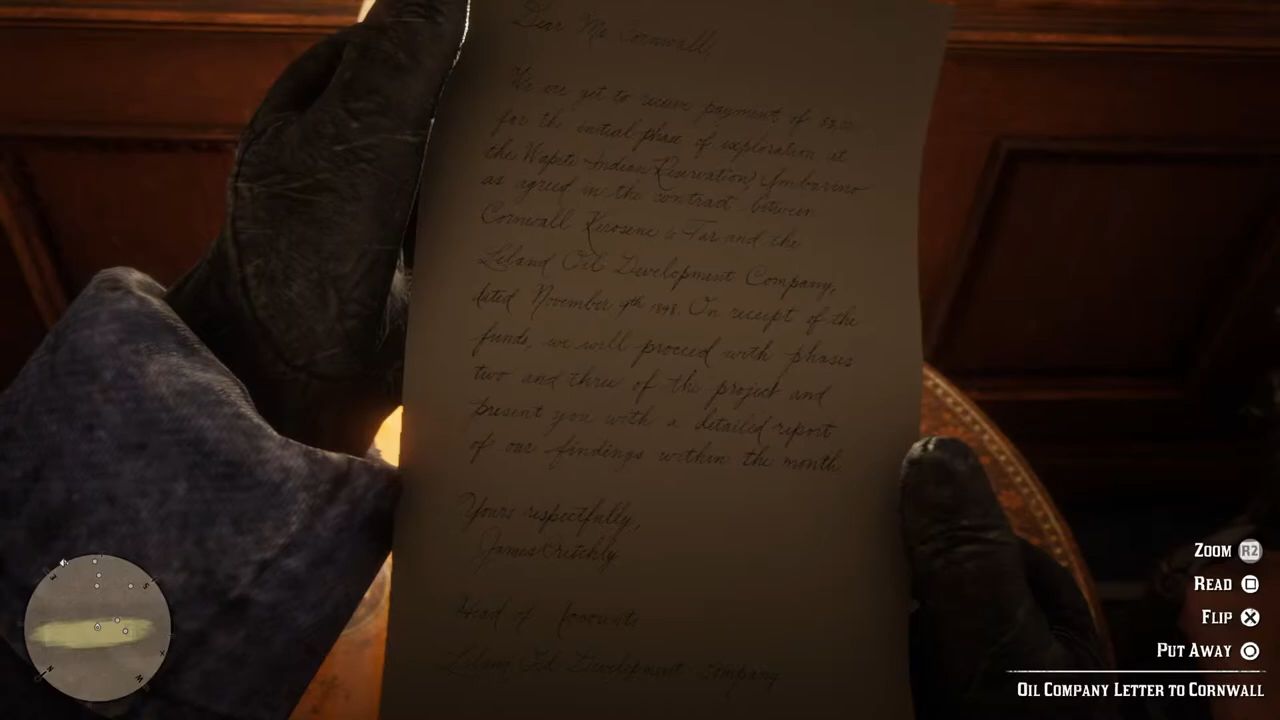 Dear Mr Cornwall,
We are yet to receive payment of
for the initial phase of exploration at
the Wapiti Indian Reservation, Ambarino
as agreed in the contract between
Cornwall Kerosene & Tar and the
Leland Oil Development Company,
dated November 9th 1898. On receipt of the
funds, we will proceed with phases
two and three of the project and
present you with a detailed report
of our findings within the month
Yours respectfully,
James Critchly
Head of Accounts
Leland Oil Development Company
ZOOM R2
READ
FLIP
PUT AWAY
OIL COMPANY LETTER TO CORNWALL